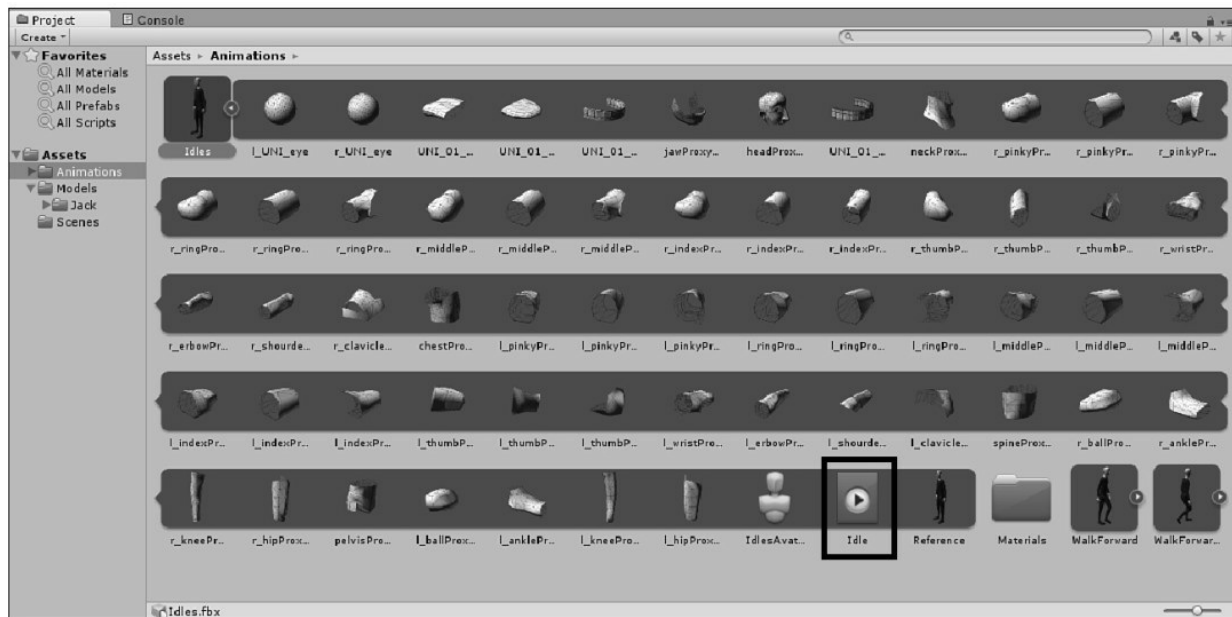 Project Console
Create
Favorites
All Materials
All Models
All Prefabs
All Scripts
Assets
Animations
Models
Jack
Scenes
Assets ▸ Animations ▸
Idles l_UNI_eye r_UNI_eye UNI_01_... UNI_01_... UNI_01_... jawProxy... headProx... UNI_01_... neckProx... r_pinkyPr... r_pinkyPr... r_pinkyPr...
r_ringPro... r_ringPro... r_ringPro... r_middleP... r_middleP... r_middleP... r_indexPr... r_indexPr... r_indexPr... r_thumbP... r_thumbP... r_thumbP... r_wristPr...
r_erbowPr... r_shourde... r_clavicle... chestPro... l_pinkyPr... l_pinkyPr... l_pinkyPr... l_ringPro... l_ringPro... l_ringPro... l_middleP... l_middleP... l_middleP...
l_indexPr... l_indexPr... l_indexPr... l_thumbP... l_thumbP... l_thumbP... l_wristPro... l_erbowPr... l_shourde... l_clavicle... spineProx... r_ballPro... r_anklePr...
r_kneePr... r_hipProx... pelvisPro... l_ballProx... l_anklePr... l_kneePro... l_hipProx... IdlesAvat... Idle Reference Materials WalkForward WalkForwar...
Idles.fbx